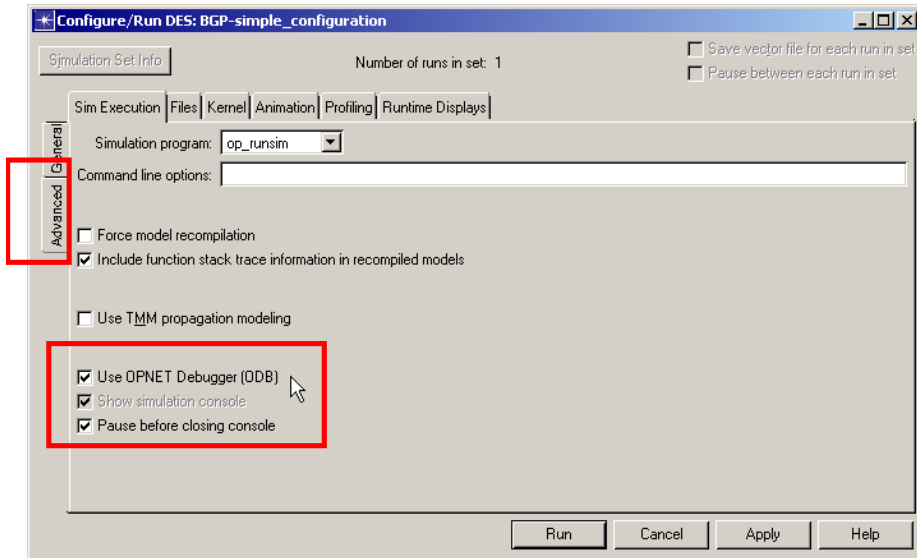 Configure/Run DES: BGP-simple_configuration
Simulation Set Info
Number of runs in set: 1
Save vector file for each run in set
Pause between each run in set
Sim Execution Files Kernel Animation Profiling Runtime Displays
General
Advanced
Simulation program: op_runsim
Command line options:
Force model recompilation
Include function stack trace information in recompiled models
Use TMM propagation modeling
Use OPNET Debugger (ODB)
Show simulation console
Pause before closing console
Run Cancel Apply Help